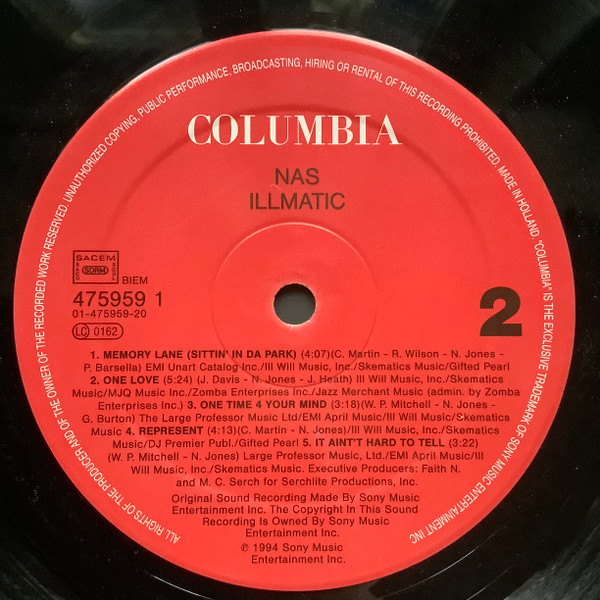 ALL RIGHTS OF THE PRODUCER AND OF THE OWNER OF THE RECORDED WORK RESERVED. UNAUTHORIZED COPYING, PUBLIC PERFORMANCE, BROADCASTING, HIRING OR RENTAL OF THIS RECORDING PROHIBITED. MADE IN HOLLAND. "COLUMBIA" IS THE EXCLUSIVE TRADEMARK OF SONY MUSIC ENTERTAINMENT INC
COLUMBIA
NAS
ILLMATIC
SACEM
SDRM
BIEM
475959 1
01-475959-20
LC 0162
2
1. MEMORY LANE (SITTIN' IN DA PARK) (4:07)(C. Martin - R. Wilson - N. Jones -
P. Barsella) EMI Unart Catalog Inc./Ill Will Music, Inc./Skematics Music/Gifted Pearl
2. ONE LOVE (5:24) (J. Davis - N. Jones - J. Heath) Ill Will Music, Inc./Skematics
Music/MJQ Music Inc./Zomba Enterprises Inc./Jazz Merchant Music (admin. by Zomba
Enterprises Inc.) 3. ONE TIME 4 YOUR MIND (3:18)(W. P. Mitchell - N. Jones -
G. Burton) The Large Professor Music Ltd/EMI April Music/Ill Will Music/Skematics
Music 4. REPRESENT (4:13)(C. Martin - N. Jones)/Ill Will Music, Inc./Skematics
Music/DJ Premier Publ./Gifted Pearl 5. IT AIN'T HARD TO TELL (3:22)
(W. P. Mitchell - N. Jones) Large Professor Music, Ltd./EMI April Music/Ill
Will Music, Inc./Skematics Music. Executive Producers: Faith N.
and M. C. Serch for Serchlite Productions, Inc.
Original Sound Recording Made By Sony Music
Entertainment Inc. The Copyright In This Sound
Recording Is Owned By Sony Music
Entertainment Inc.
℗ 1994 Sony Music
Entertainment Inc.